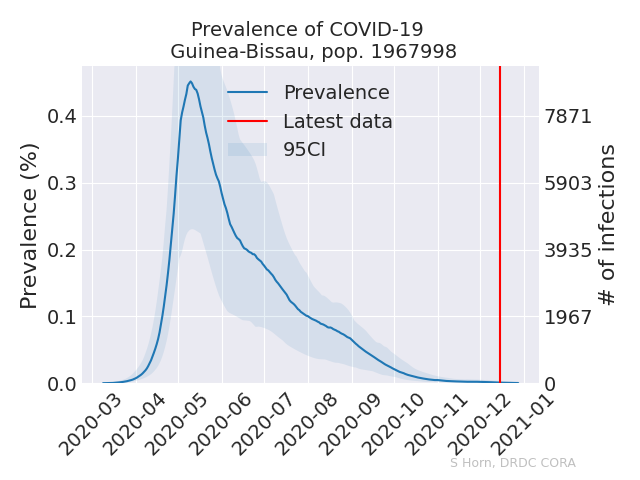 Prevalence of COVID-19
Guinea-Bissau, pop. 1967998
Prevalence
Latest data
95CI
Prevalence (%)
0.4
0.3
0.2
0.1
0.0
7871
5903
3935
1967
0
# of infections
2020-03
2020-04
2020-05
2020-06
2020-07
2020-08
2020-09
2020-10
2020-11
2020-12
2021-01
S Horn, DRDC CORA